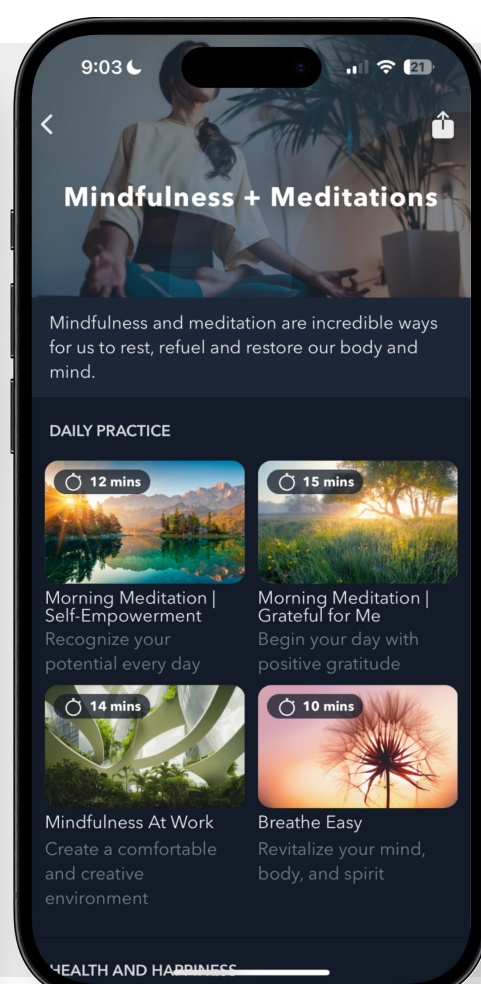 9:03
21
Mindfulness + Meditations
Mindfulness and meditation are incredible ways
for us to rest, refuel and restore our body and
mind.
DAILY PRACTICE
12 mins
15 mins
Morning Meditation |
Self-Empowerment
Recognize your
potential every day
Morning Meditation |
Grateful for Me
Begin your day with
positive gratitude
14 mins
10 mins
Mindfulness At Work
Create a comfortable
and creative
environment
Breathe Easy
Revitalize your mind,
body, and spirit
HEALTH AND HAPPINESS